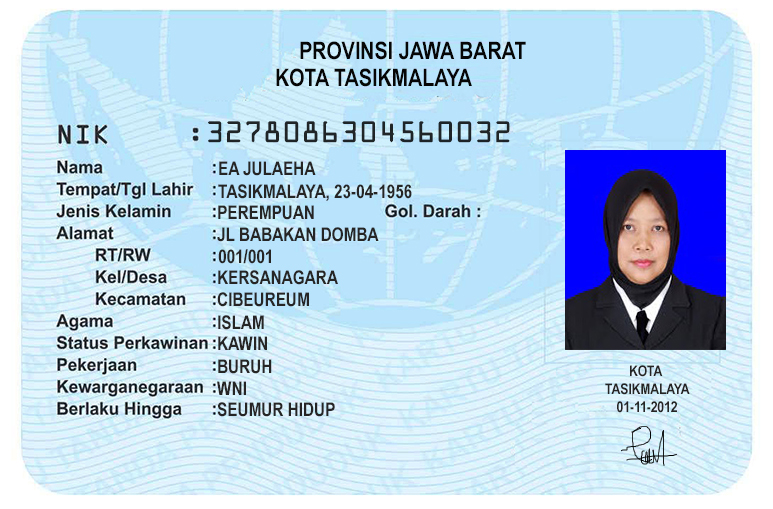 PROVINSI JAWA BARAT
KOTA TASIKMALAYA
NIK :3278086304560032
Nama :EA JULAEHA
Tempat/Tgl Lahir :TASIKMALAYA, 23-04-1956
Jenis Kelamin :PEREMPUAN Gol. Darah :
Alamat :JL BABAKAN DOMBA
RT/RW :001/001
Kel/Desa :KERSANAGARA
Kecamatan :CIBEUREUM
Agama :ISLAM
Status Perkawinan :KAWIN
Pekerjaan :BURUH
Kewarganegaraan :WNI
Berlaku Hingga :SEUMUR HIDUP
KOTA
TASIKMALAYA
01-11-2012